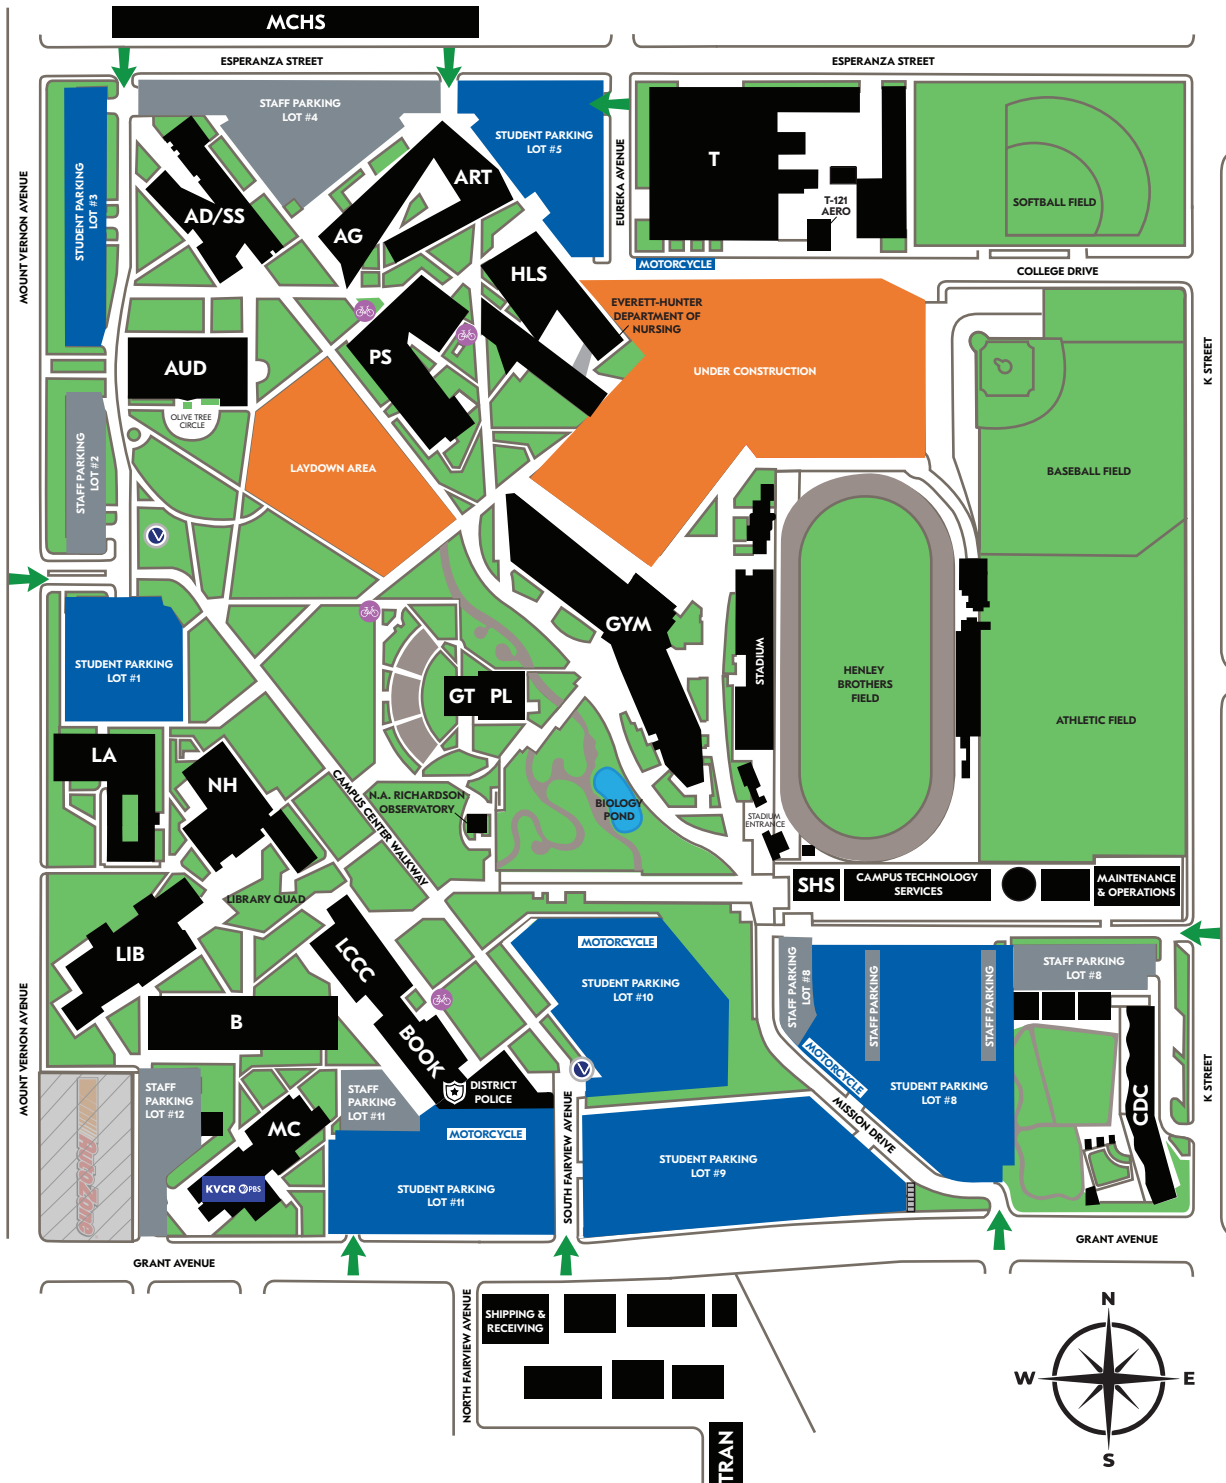 MCHS
ESPERANZA STREET
ESPERANZA STREET
STAFF PARKING
LOT #4
STUDENT PARKING
LOT #5
STUDENT PARKING
LOT #3
MOUNT VERNON AVENUE
EUREKA AVENUE
T
T-121
AERO
SOFTBALL FIELD
AD/SS
ART
AG
HLS
MOTORCYCLE
COLLEGE DRIVE
EVERETT-HUNTER
DEPARTMENT OF
NURSING
K STREET
PS
AUD
UNDER CONSTRUCTION
OLIVE TREE
CIRCLE
STAFF PARKING
LOT #2
LAYDOWN AREA
BASEBALL FIELD
V
GYM
STUDENT PARKING
LOT #1
STADIUM
HENLEY
BROTHERS
FIELD
GT
PL
ATHLETIC FIELD
LA
NH
CAMPUS CENTER WALKWAY
N.A. RICHARDSON
OBSERVATORY
BIOLOGY
POND
STADIUM
ENTRANCE
SHS
CAMPUS TECHNOLOGY
SERVICES
MAINTENANCE
& OPERATIONS
LIBRARY QUAD
LIB
LCCC
MOTORCYCLE
STUDENT PARKING
LOT #10
STAFF PARKING
LOT #8
STAFF PARKING
STAFF PARKING
STAFF PARKING
LOT #8
B
BOOK
MOUNT VERNON AVENUE
V
MOTORCYCLE
STUDENT PARKING
LOT #8
K STREET
CDC
AutoZone
STAFF
PARKING
LOT #12
STAFF
PARKING
LOT #11
DISTRICT
POLICE
MISSION DRIVE
MC
MOTORCYCLE
SOUTH FAIRVIEW AVENUE
STUDENT PARKING
LOT #9
KVCR PBS
STUDENT PARKING
LOT #11
GRANT AVENUE
GRANT AVENUE
NORTH FAIRVIEW AVENUE
SHIPPING &
RECEIVING
TRAN
N
W
E
S